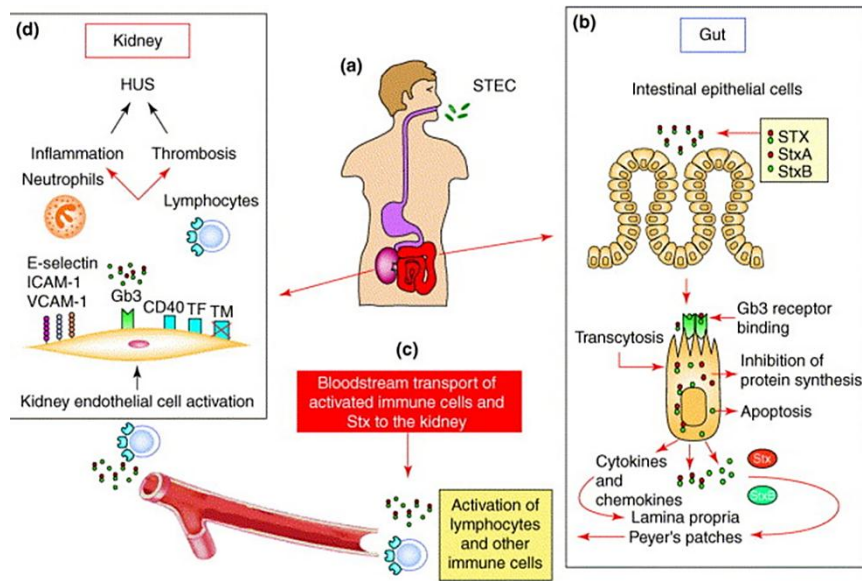 (d)
Kidney
HUS
Inflammation
Thrombosis
Neutrophils
Lymphocytes
E-selectin
ICAM-1
VCAM-1
Gb3
CD40
TF
TM
Kidney endothelial cell activation
(a)
STEC
(b)
Gut
Intestinal epithelial cells
STX
StxA
StxB
Gb3 receptor
binding
Transcytosis
Inhibition of
protein synthesis
Apoptosis
Cytokines
and
chemokines
Stx
StxB
Lamina propria
Peyer's patches
(c)
Bloodstream transport of
activated immune cells and
Stx to the kidney
Activation of
lymphocytes
and other
immune cells